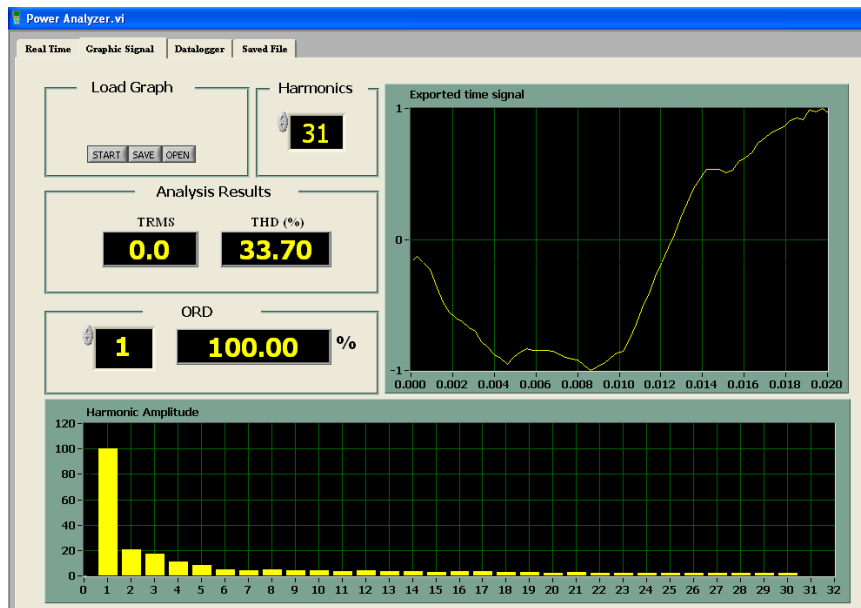 Power Analyzer.vi
Real Time Graphic Signal Datalogger Saved File
Load Graph
START SAVE OPEN
Harmonics
31
Analysis Results
TRMS THD (%)
0.0 33.70
ORD
1 100.00 %
Exported time signal
1
0
-1
0.000 0.002 0.004 0.006 0.008 0.010 0.012 0.014 0.016 0.018 0.020
Harmonic Amplitude
120
100
80
60
40
20
0
0 1 2 3 4 5 6 7 8 9 10 11 12 13 14 15 16 17 18 19 20 21 22 23 24 25 26 27 28 29 30 31 32